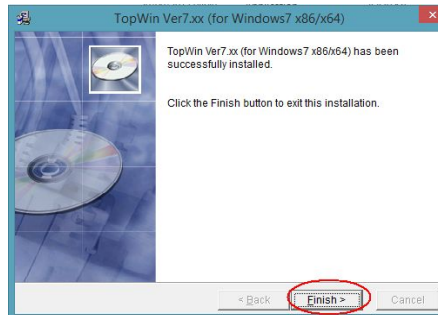 TopWin Ver7.xx (for Windows7 x86/x64)
TopWin Ver7.xx (for Windows7 x86/x64) has been
successfully installed.
Click the Finish button to exit this installation.
< Back
Finish >
Cancel